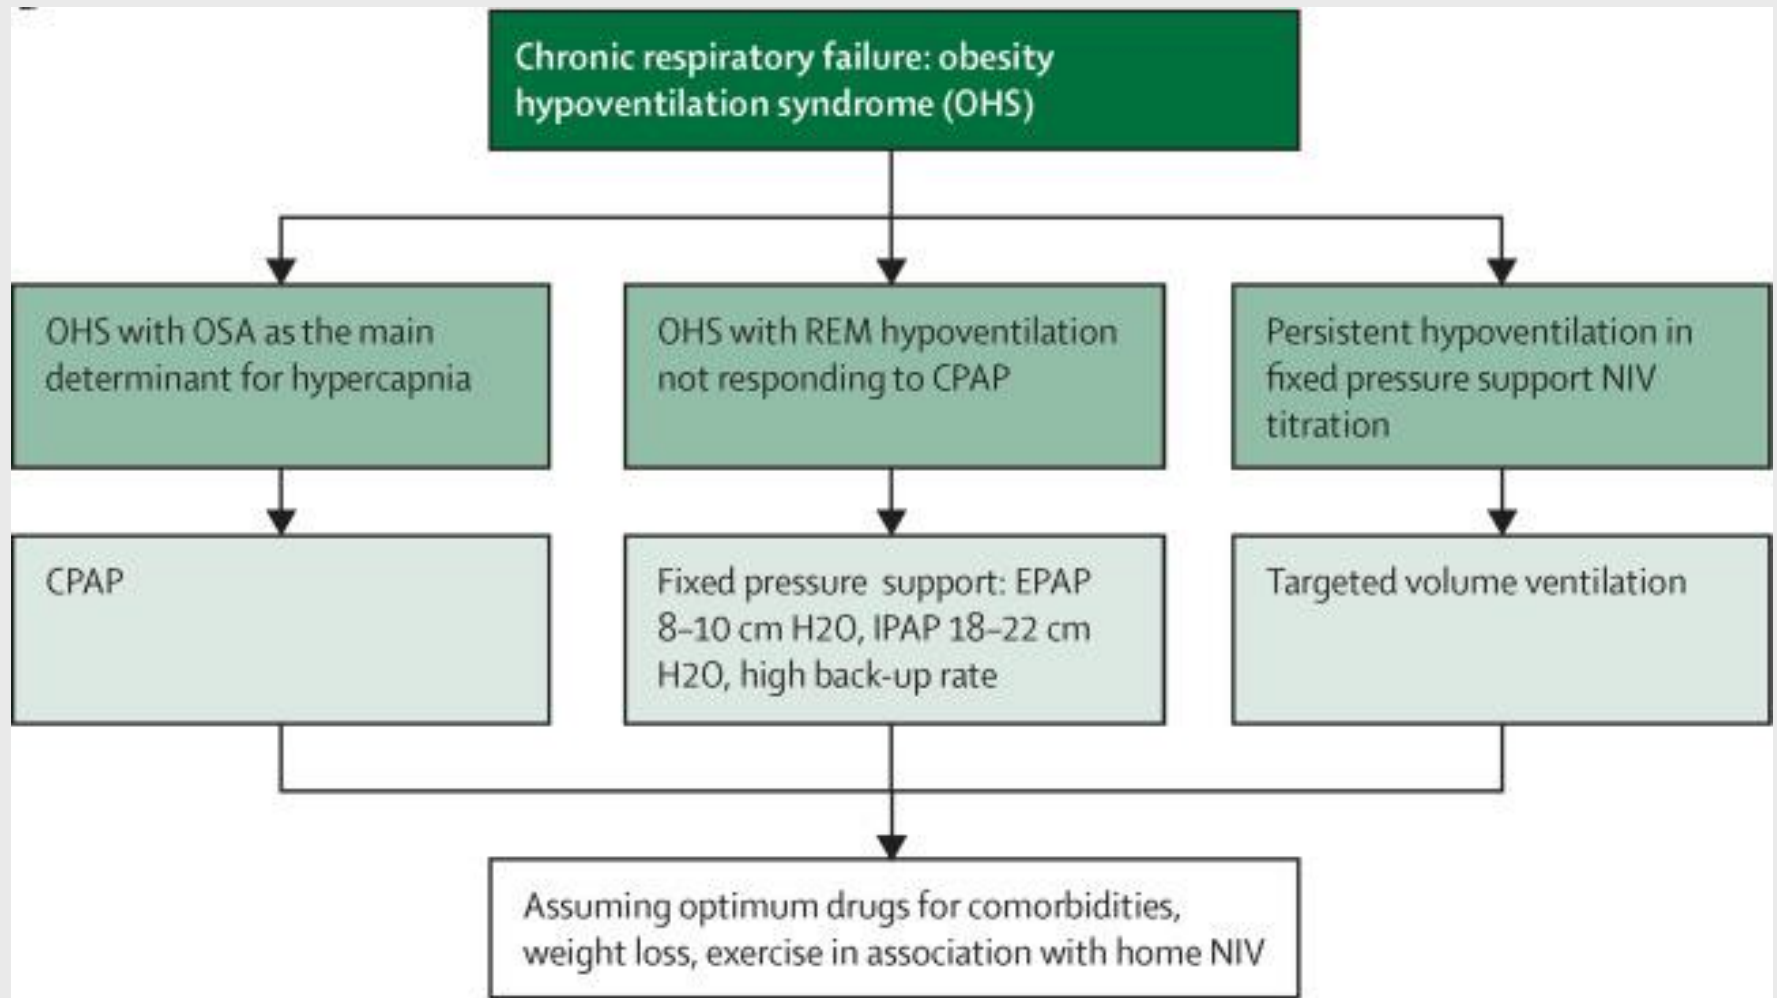 Chronic respiratory failure: obesity
hypoventilation syndrome (OHS)
OHS with OSA as the main
determinant for hypercapnia
OHS with REM hypoventilation
not responding to CPAP
Persistent hypoventilation in
fixed pressure support NIV
titration
CPAP
Fixed pressure support: EPAP
8–10 cm H2O, IPAP 18–22 cm
H2O, high back-up rate
Targeted volume ventilation
Assuming optimum drugs for comorbidities,
weight loss, exercise in association with home NIV